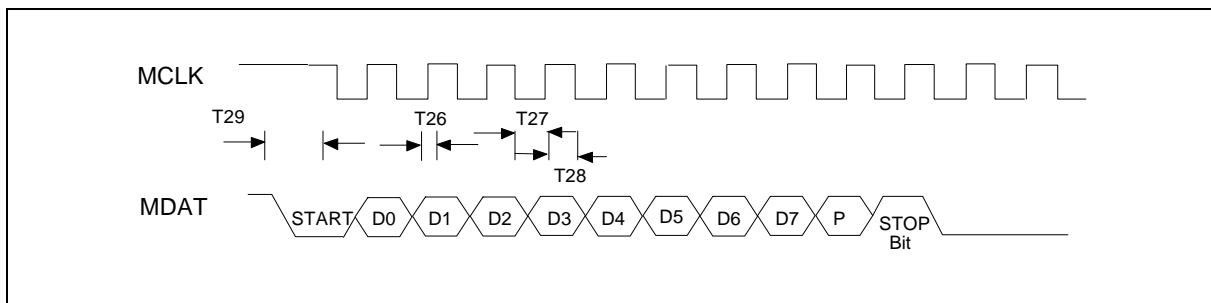 MCLK
T29
T26
T27
T28
MDAT
START
D0
D1
D2
D3
D4
D5
D6
D7
P
STOP
Bit